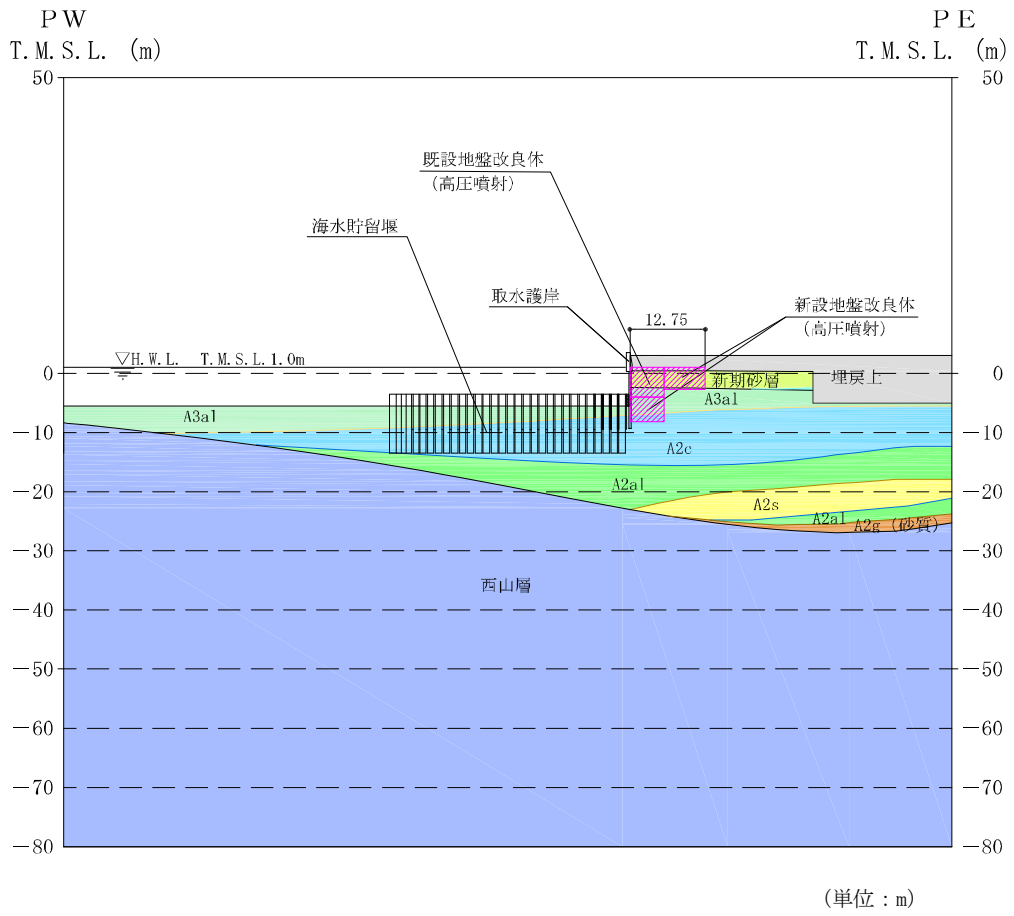 PW
PE
T.M.S.L. (m)
T.M.S.L. (m)
50
50
既設地盤改良体
(高圧噴射)
海水貯留堰
取水護岸
新設地盤改良体
(高圧噴射)
12.75
▽H.W.L. T.M.S.L.1.0m
0
0
新期砂層
埋戻土
A3al
A3al
−10
−10
A2c
A2al
−20
−20
A2s
A2al
A2g (砂質)
−30
−30
西山層
−40
−40
−50
−50
−60
−60
−70
−70
−80
−80
(単位：m)